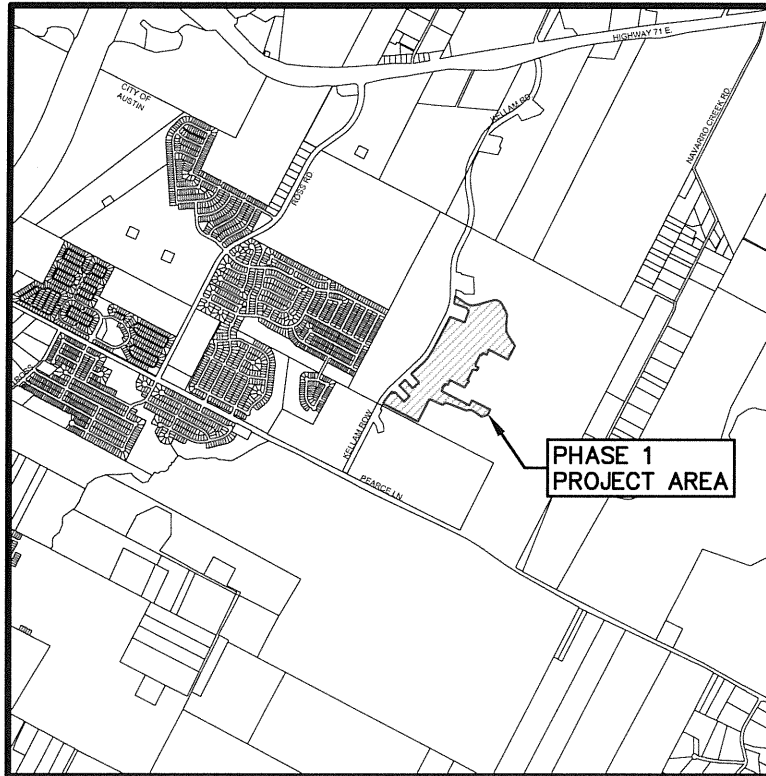 HIGHWAY 71 E.
CITY OF
AUSTIN
KELLAM RD
NAVARRO CREEK RD
ROSS RD
KELLAM ROW
PEARCE LN
PHASE 1
PROJECT AREA